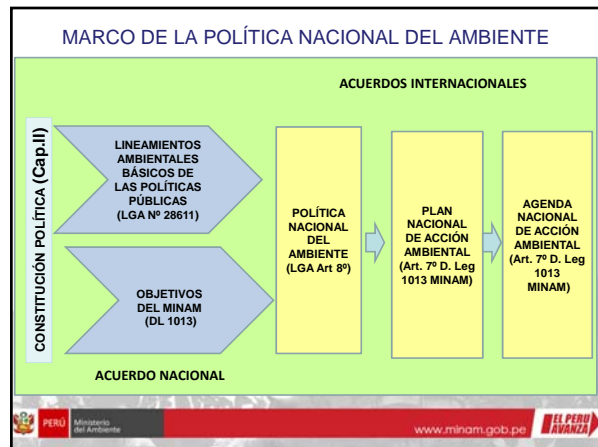 MARCO DE LA POLÍTICA NACIONAL DEL AMBIENTE
ACUERDOS INTERNACIONALES
CONSTITUCIÓN POLÍTICA (Cap.II)
LINEAMIENTOS
AMBIENTALES
BÁSICOS DE
LAS POLÍTICAS
PÚBLICAS
(LGA Nº 28611)
OBJETIVOS
DEL MINAM
(DL 1013)
POLÍTICA
NACIONAL
DEL
AMBIENTE
(LGA Art 8º)
PLAN
NACIONAL
DE ACCIÓN
AMBIENTAL
(Art. 7º D. Leg
1013 MINAM)
AGENDA
NACIONAL
DE ACCIÓN
AMBIENTAL
(Art. 7º D. Leg
1013
MINAM)
ACUERDO NACIONAL
PERÚ
Ministerio
del Ambiente
www.minam.gob.pe
EL PERU
AVANZA